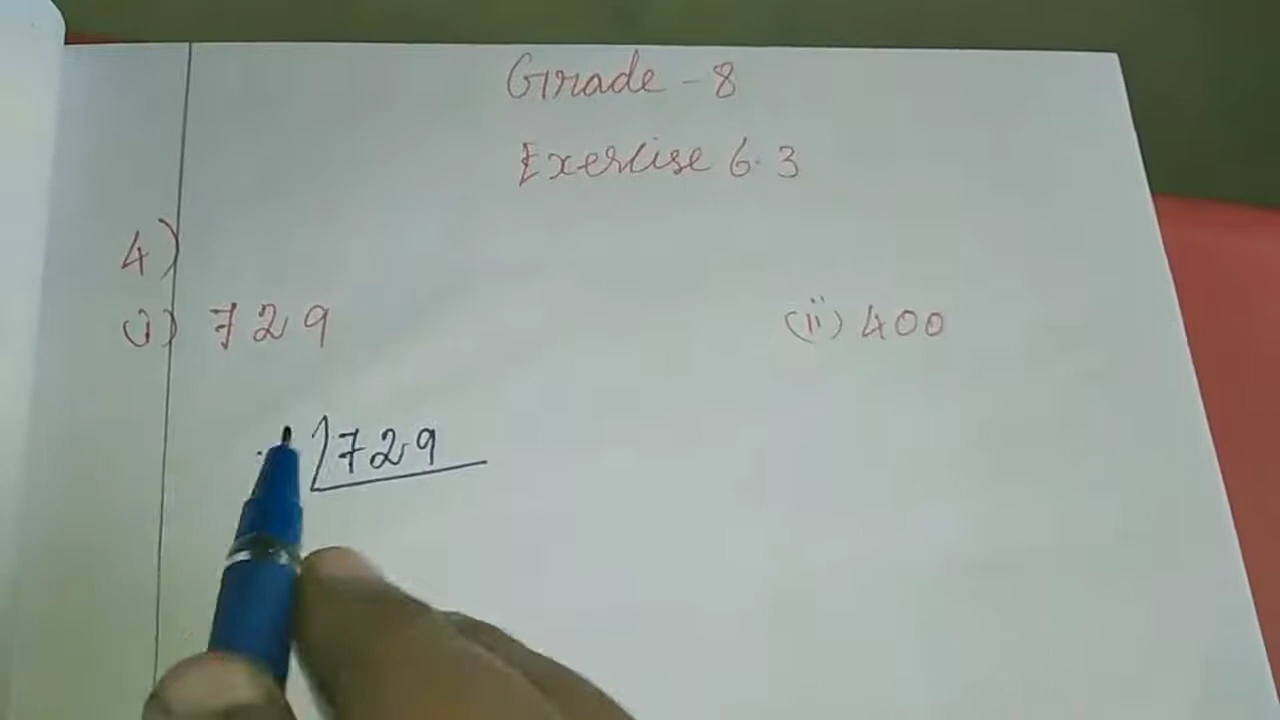 Grade - 8
Exercise 6.3
4)
(i) 729
(ii) 400
729